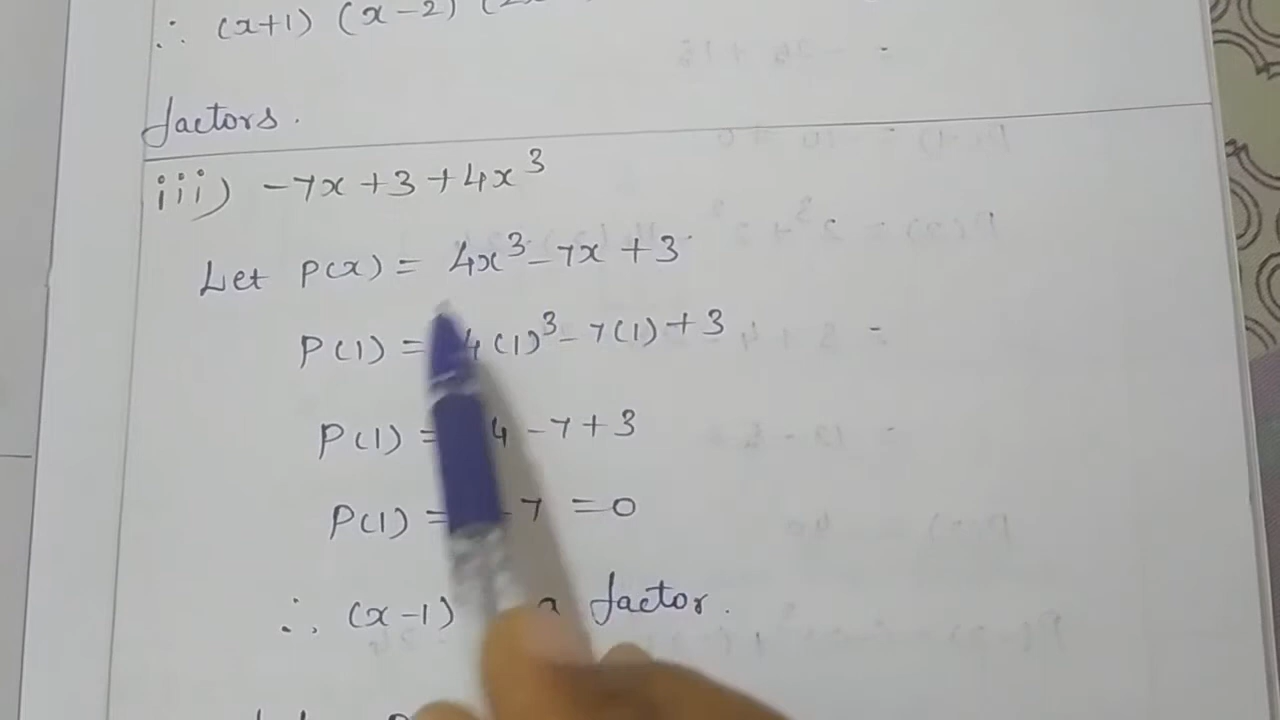 ∴ (x+1) (x-2) (2x
factors.
iii) -7x+3+4x³
Let P(x) = 4x³-7x+3
P(1) = 4(1)³-7(1)+3
P(1) = 4-7+3
P(1) = -7 =0
∴ (x-1) a factor.